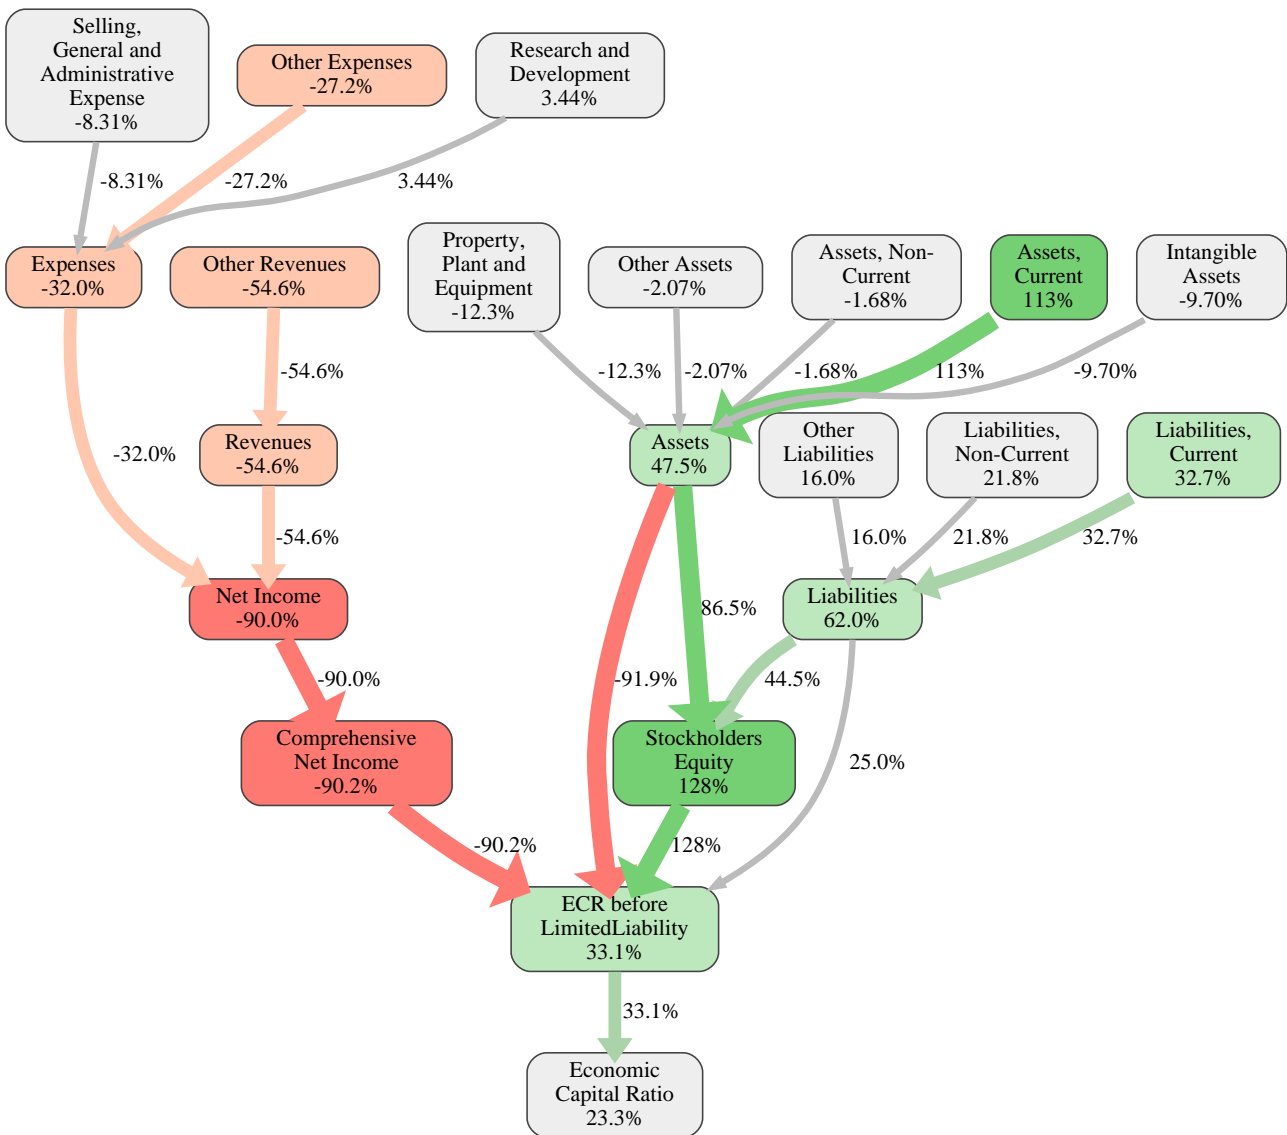 Selling,
General and
Administrative
Expense
-8.31%
Other Expenses
-27.2%
Research and
Development
3.44%
-8.31%
-27.2%
3.44%
Expenses
-32.0%
Other Revenues
-54.6%
Property,
Plant and
Equipment
-12.3%
Other Assets
-2.07%
Assets, Non-
Current
-1.68%
Assets,
Current
113%
Intangible
Assets
-9.70%
-54.6%
-12.3%
-2.07%
-1.68%
113%
-9.70%
-32.0%
Revenues
-54.6%
Assets
47.5%
Other
Liabilities
16.0%
Liabilities,
Non-Current
21.8%
Liabilities,
Current
32.7%
-54.6%
16.0%
21.8%
32.7%
Net Income
-90.0%
86.5%
Liabilities
62.0%
-90.0%
-91.9%
44.5%
Comprehensive
Net Income
-90.2%
Stockholders
Equity
128%
25.0%
-90.2%
128%
ECR before
LimitedLiability
33.1%
33.1%
Economic
Capital Ratio
23.3%